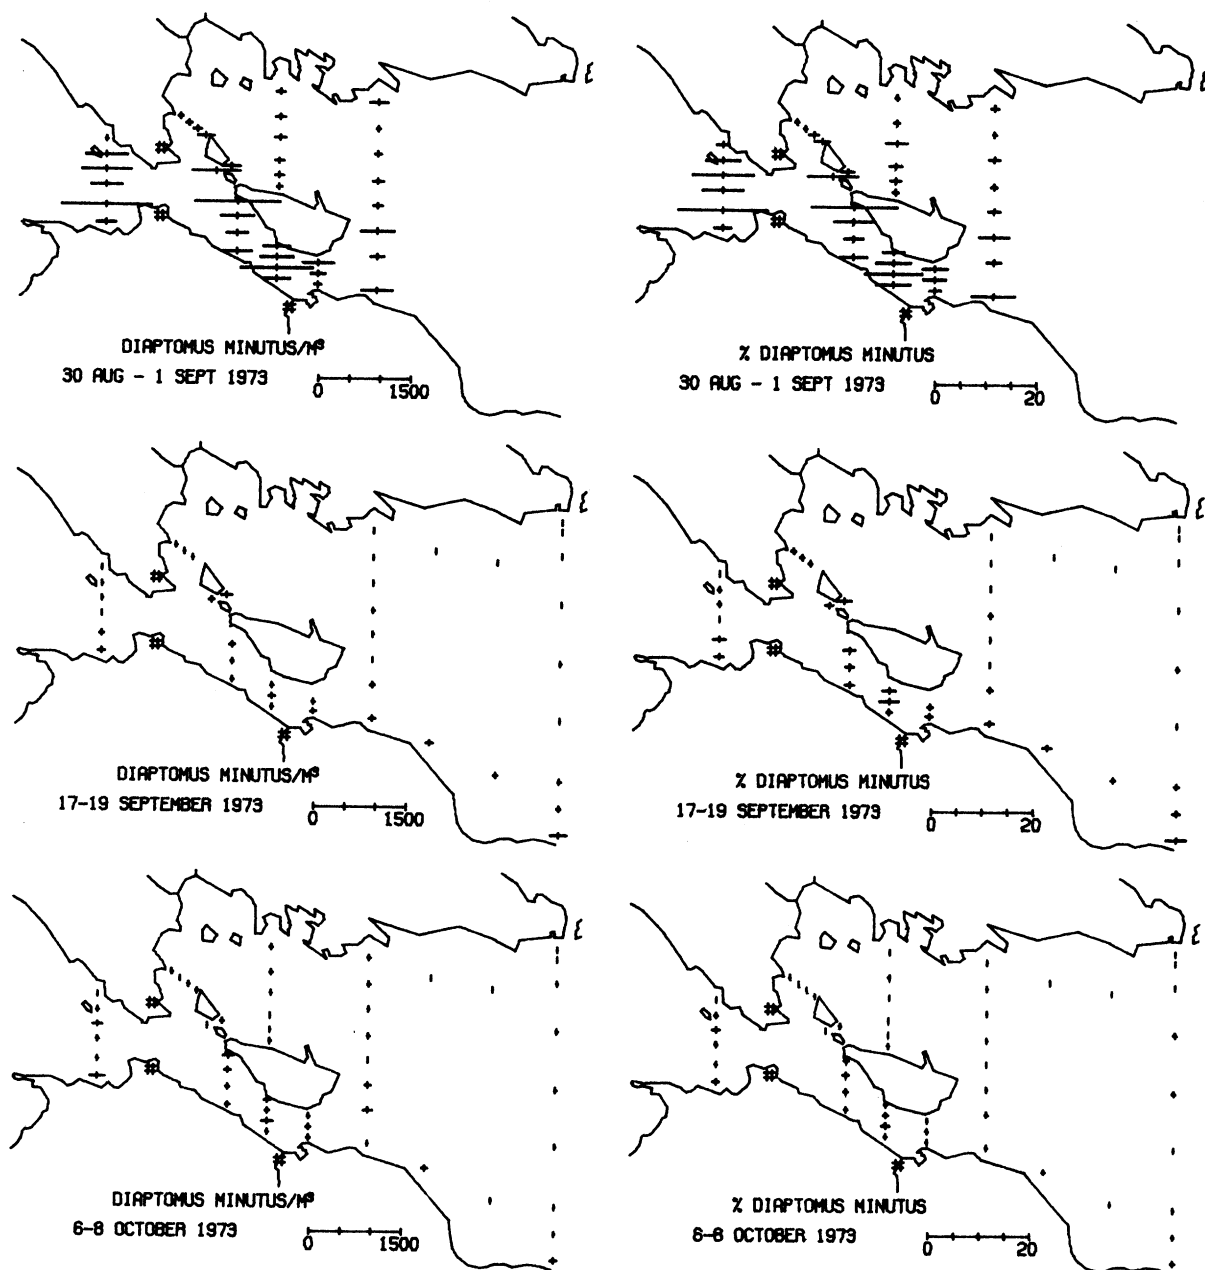 DIAPTOMUS MINUTUS/M³
30 AUG - 1 SEPT 1973
0 1500
% DIAPTOMUS MINUTUS
30 AUG - 1 SEPT 1973
0 20
DIAPTOMUS MINUTUS/M³
17-19 SEPTEMBER 1973
0 1500
% DIAPTOMUS MINUTUS
17-19 SEPTEMBER 1973
0 20
DIAPTOMUS MINUTUS/M³
6-8 OCTOBER 1973
0 1500
% DIAPTOMUS MINUTUS
6-8 OCTOBER 1973
0 20